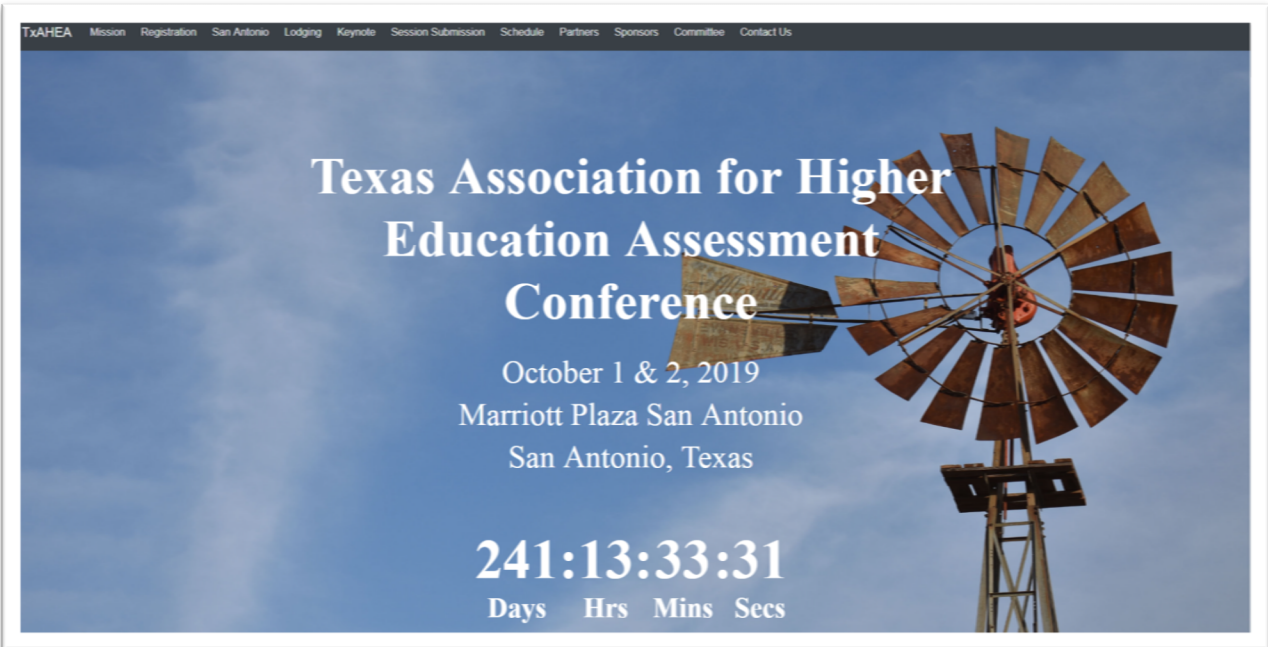 TxAHEA Mission Registration San Antonio Lodging Keynote Session Submission Schedule Partners Sponsors Committee Contact Us
Texas Association for Higher
Education Assessment
Conference
October 1 & 2, 2019
Marriott Plaza San Antonio
San Antonio, Texas
241:13:33:31
Days Hrs Mins Secs